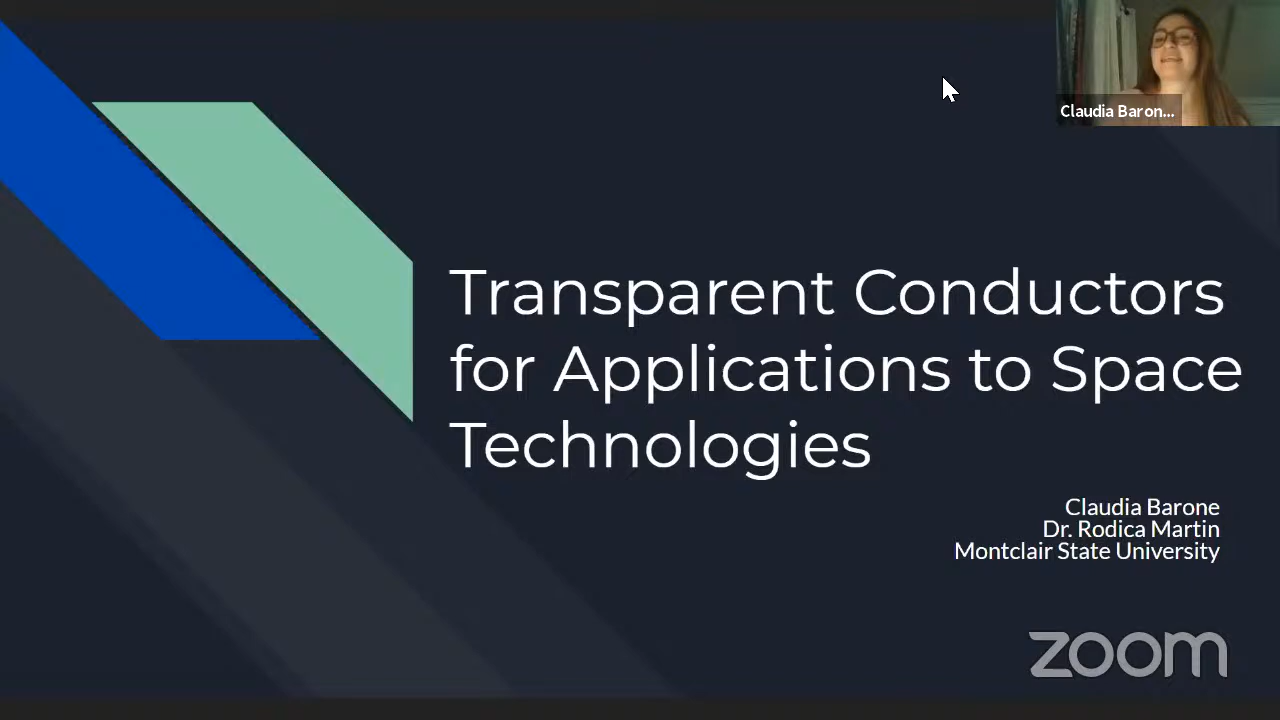 Claudia Baron...
Transparent Conductors
for Applications to Space
Technologies
Claudia Barone
Dr. Rodica Martin
Montclair State University
zoom